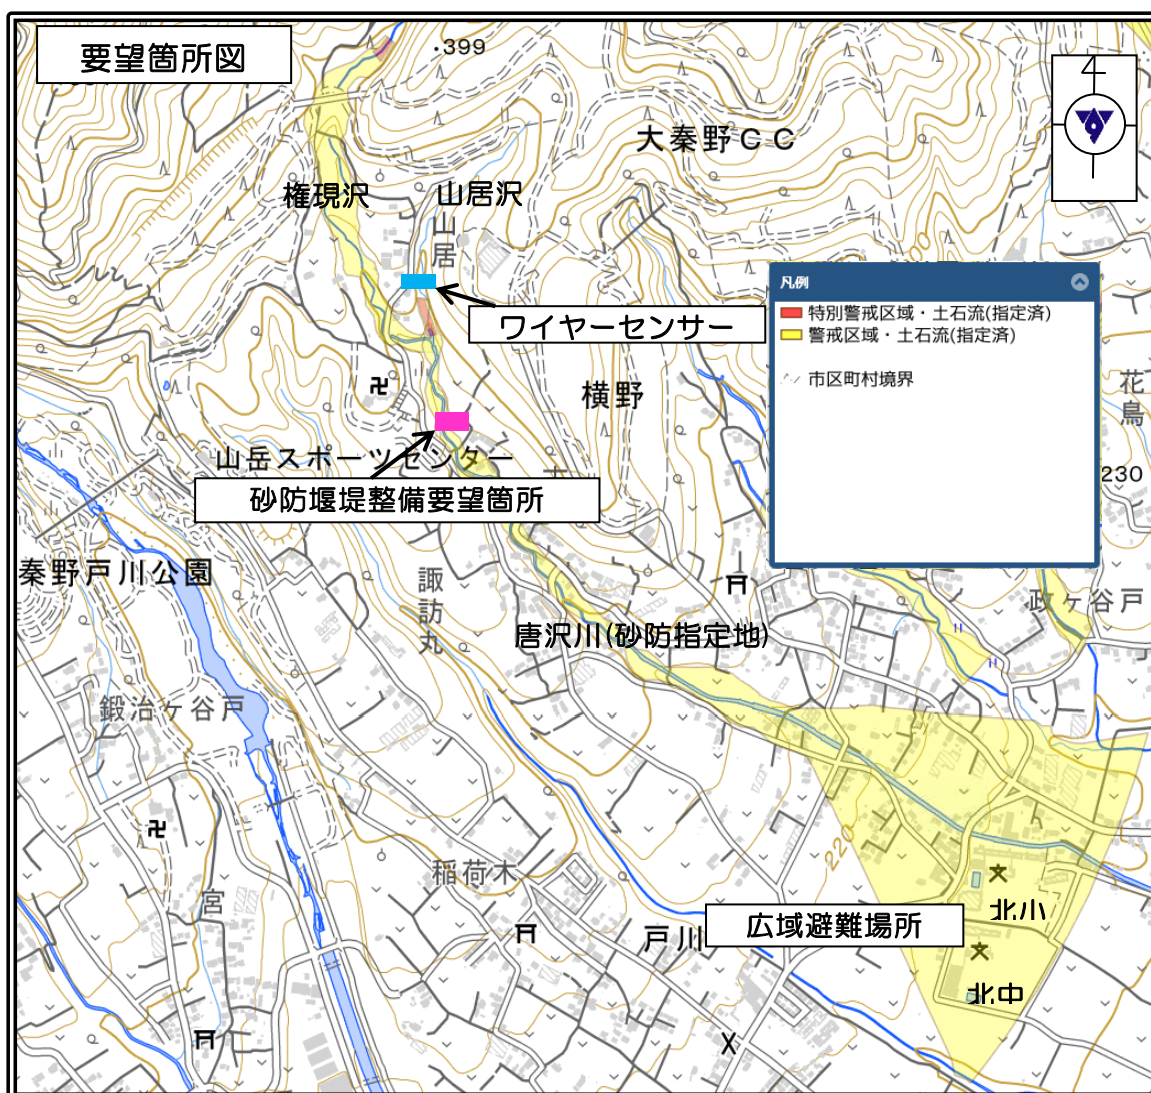 要望箇所図
・399
大秦野CC
権現沢
山居沢
山居
ワイヤーセンサー
凡例
特別警戒区域・土石流(指定済)
警戒区域・土石流(指定済)
市区町村境界
花鳥
200
横野
山岳スポーツセンター
230
砂防堰堤整備要望箇所
秦野戸川公園
諏訪丸
政ヶ谷戸
唐沢川(砂防指定地)
鍛治ヶ谷戸
220
稲荷木
宮
文
北小
広域避難場所
戸川
文
北中